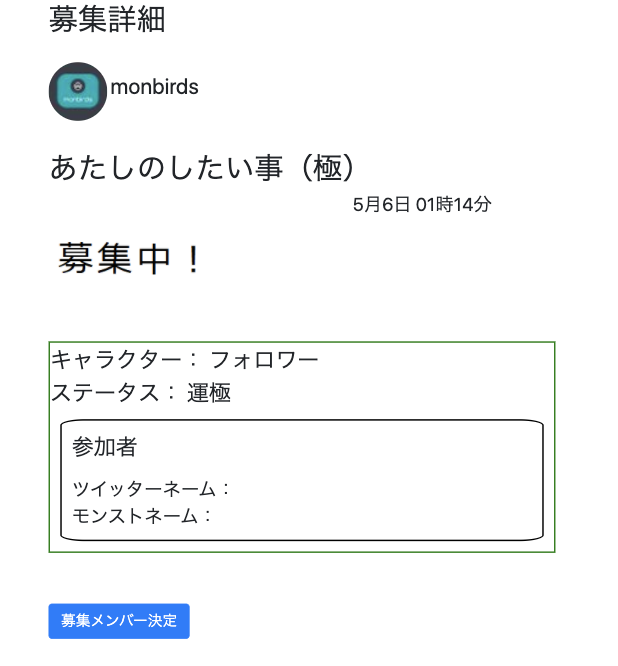 募集詳細
monbirds
monbirds
あたしのしたい事（極）
5月6日 01時14分
募集中！
キャラクター： フォロワー
ステータス： 運極
参加者
ツイッターネーム：
モンストネーム：
募集メンバー決定